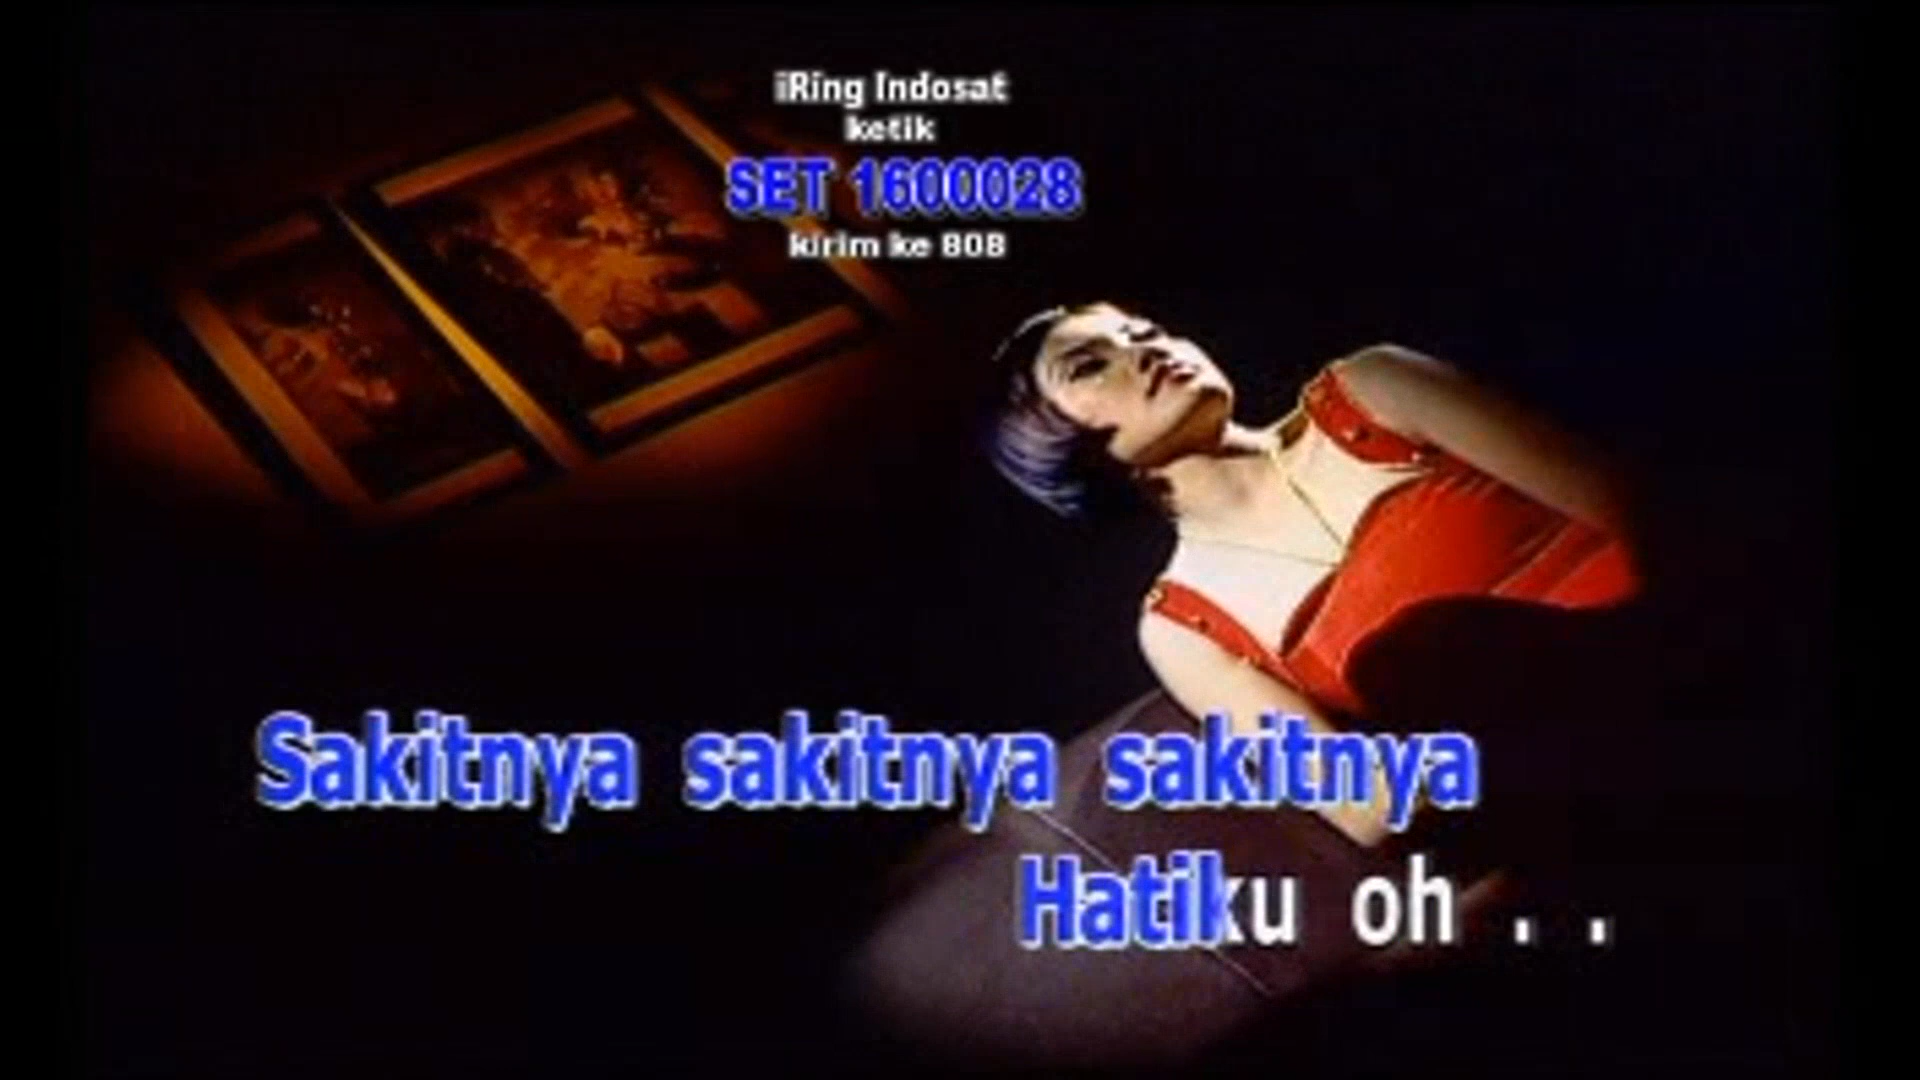 iRing Indosat
ketik
SET 1600028
kirim ke 808
Sakitnya sakitnya sakitnya
Hatiku oh . .